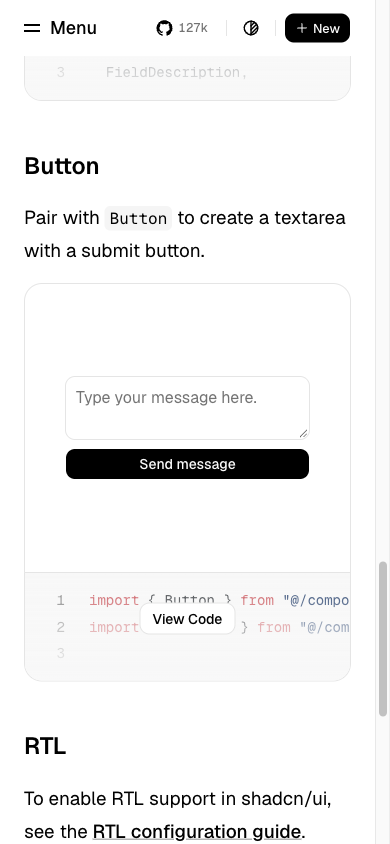 Menu 127k New
3 FieldDescription,
Button
Pair with Button to create a textarea
with a submit button.
Type your message here.
Send message
1 import { Button } from "@/compo
2 import } from "@/com
View Code
3
RTL
To enable RTL support in shadcn/ui,
see the RTL configuration guide.